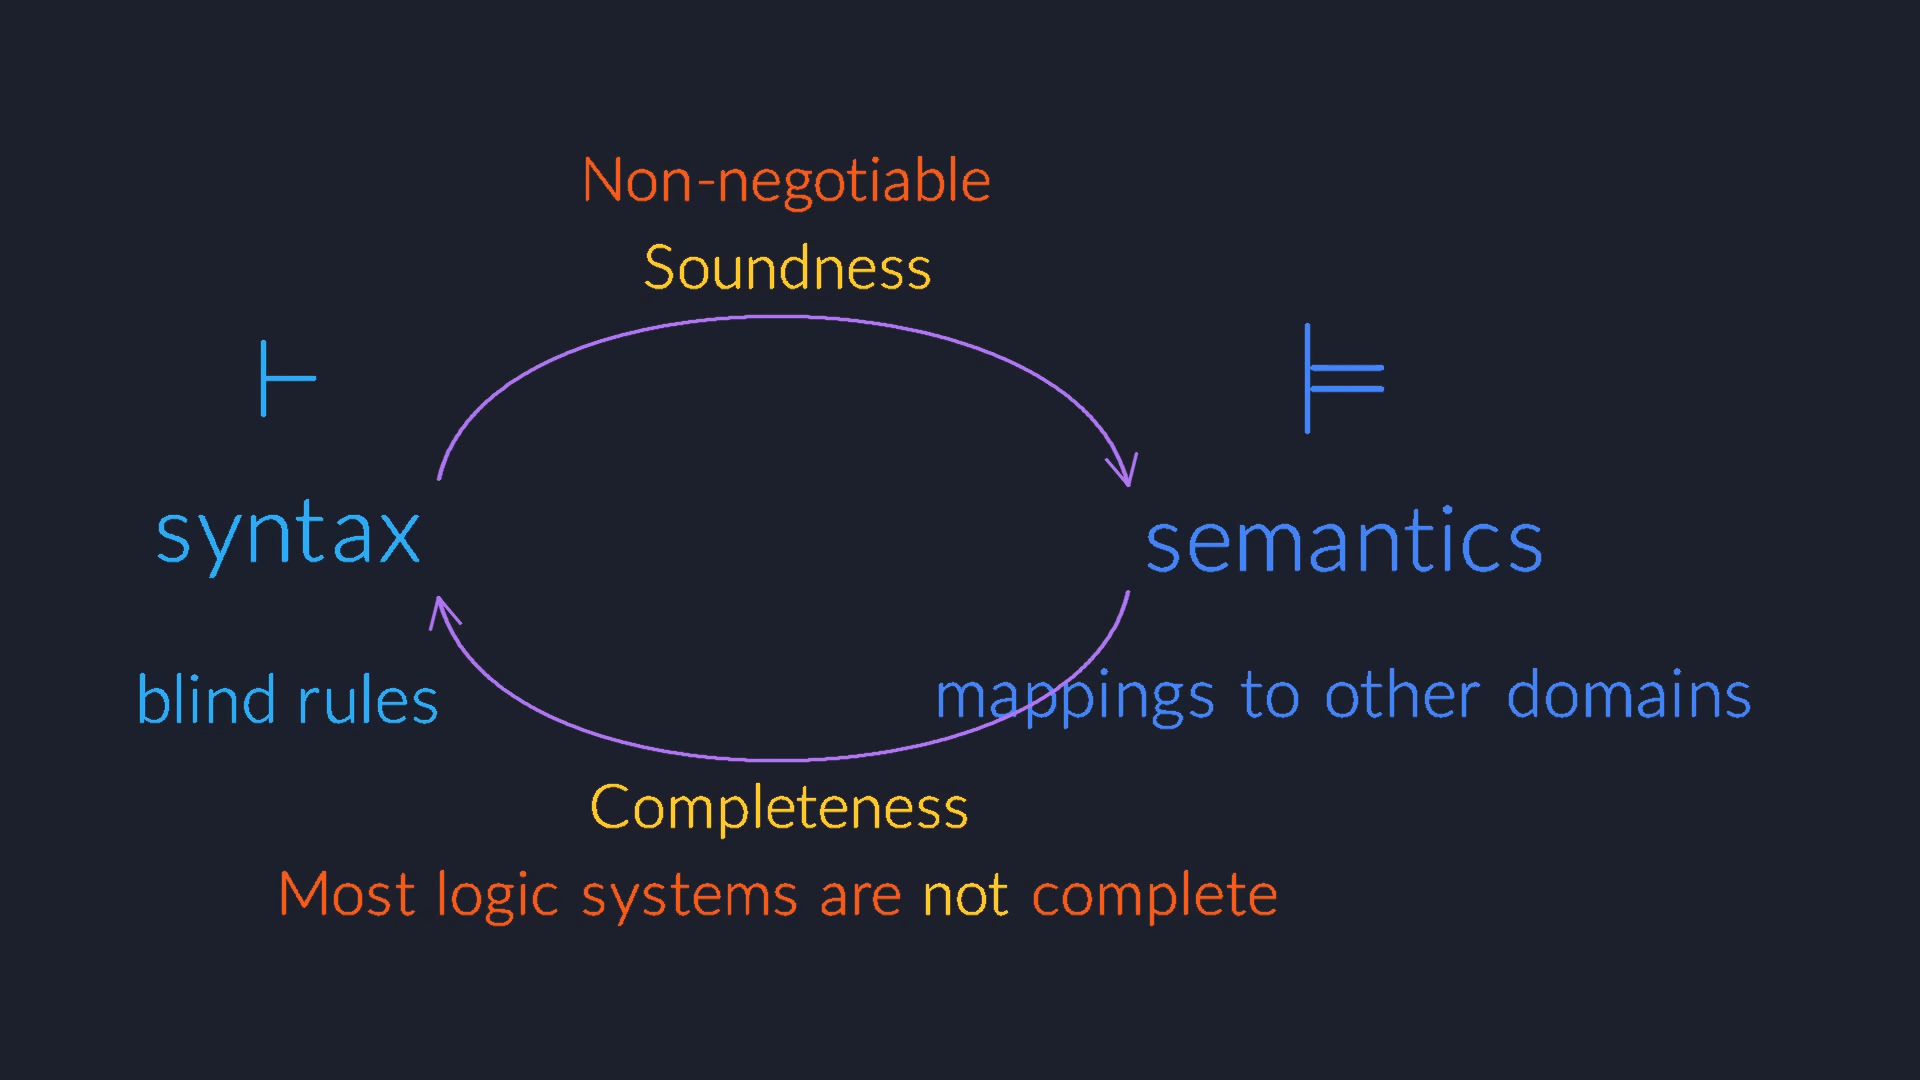 Non-negotiable
Soundness
⊢
⊨
syntax
semantics
blind rules
mappings to other domains
Completeness
Most logic systems are not complete